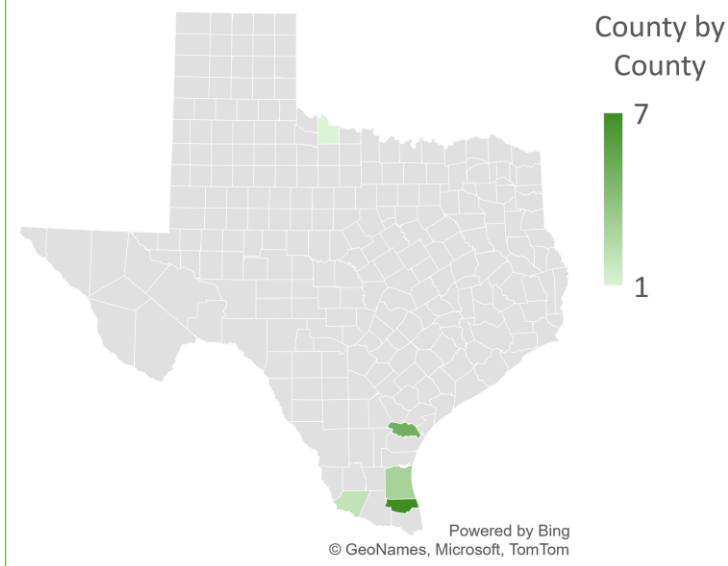 County by
County
7
1
Powered by Bing
© GeoNames, Microsoft, TomTom